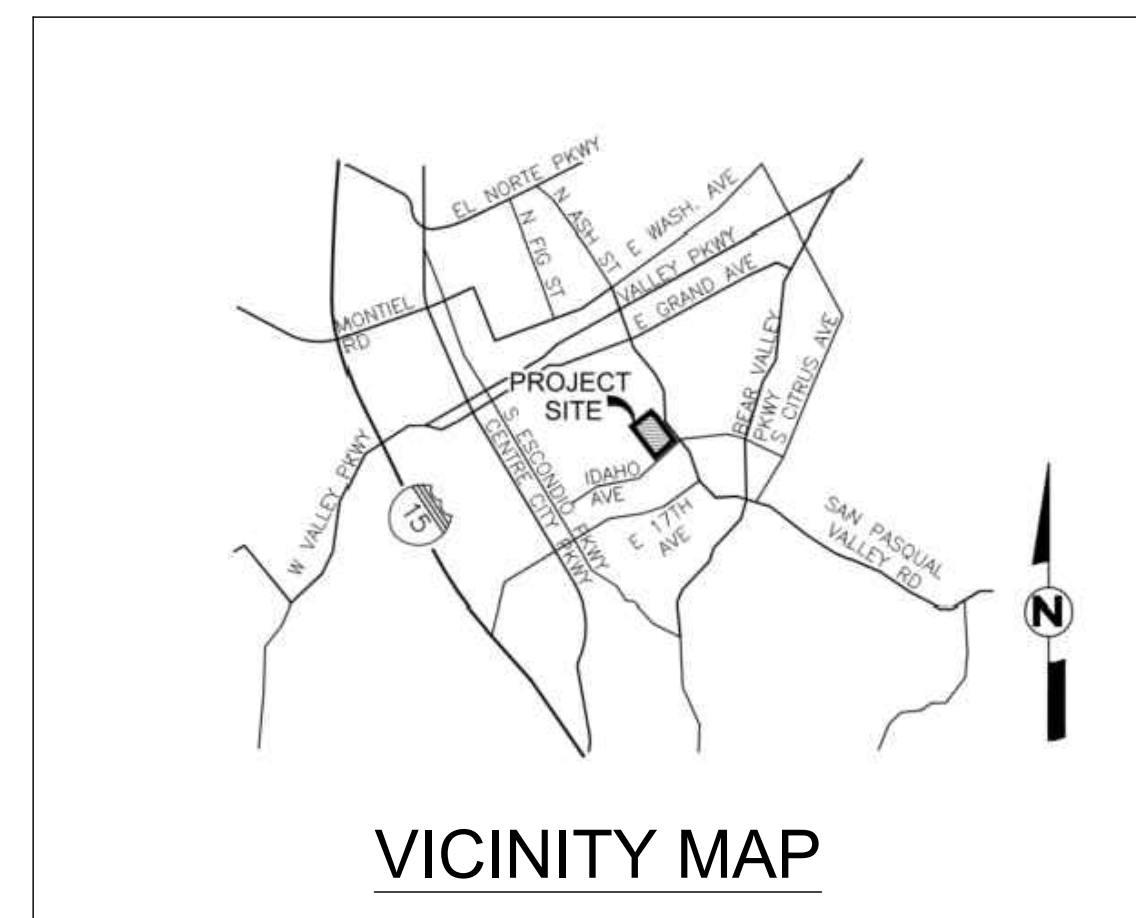 EL NORTE PKWY
N FIG ST
N ASH ST
E WASH. AVE
VALLEY PKWY
E GRAND AVE
MONTIEL
RD
PROJECT
SITE
BEAR VALLEY
PKWY
S CITRUS AVE
S ESCONDIO PKWY
CENTRE CITY PKWY
IDAHO
AVE
E 17TH
AVE
W VALLEY PKWY
15
SAN PASQUAL
VALLEY RD
N
VICINITY MAP